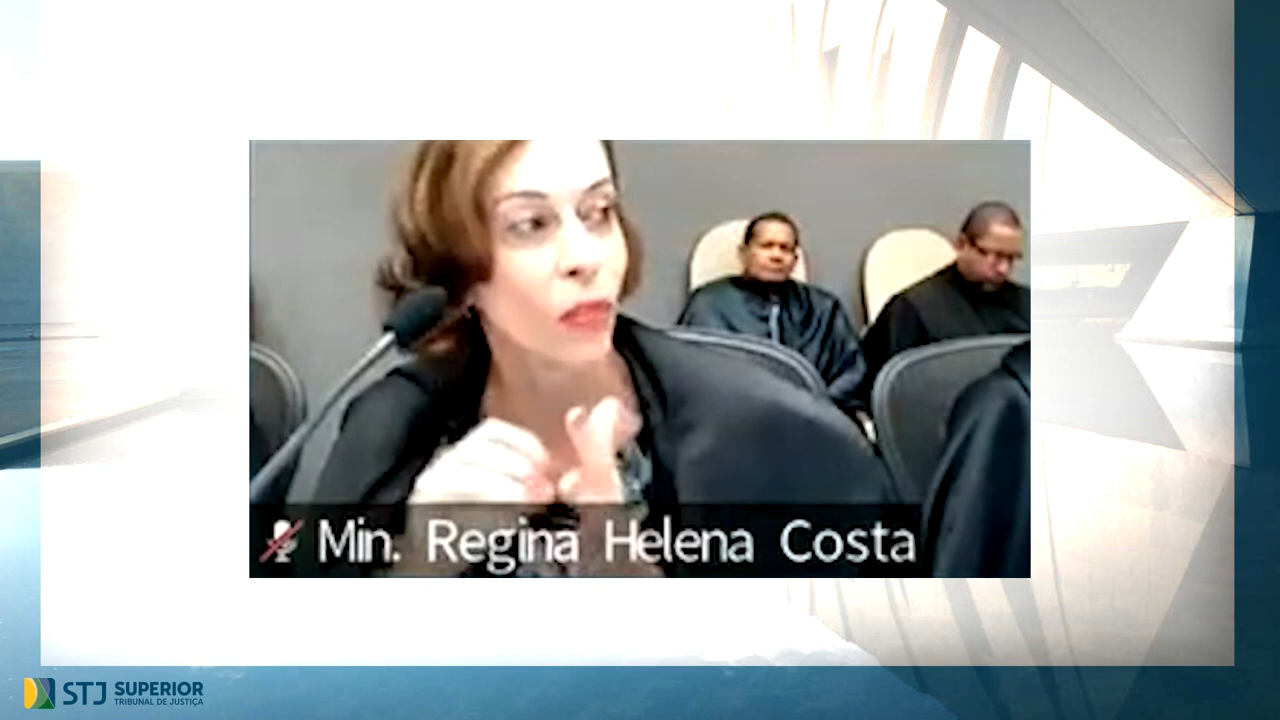 Min. Regina Helena Costa
STJ SUPERIOR
TRIBUNAL DE JUSTIÇA